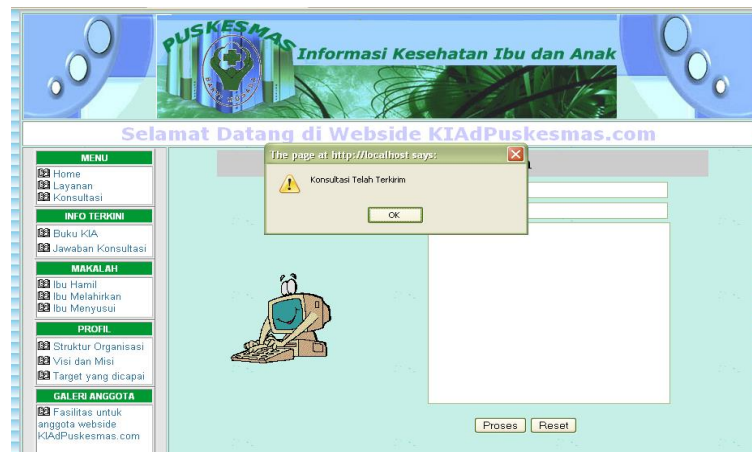 PUSKESMAS
Informasi Kesehatan Ibu dan Anak
Selamat Datang di Webside KIAdPuskesmas.com
MENU
Home
Layanan
Konsultasi
INFO TERKINI
Buku KIA
Jawaban Konsultasi
MAKALAH
Ibu Hamil
Ibu Melahirkan
Ibu Menyusui
PROFIL
Struktur Organisasi
Visi dan Misi
Target yang dicapai
GALERI ANGGOTA
Fasilitas untuk
anggota webside
KIAdPuskesmas.com
The page at http://localhost says:
Konsultasi Telah Terkirim
OK
Proses
Reset